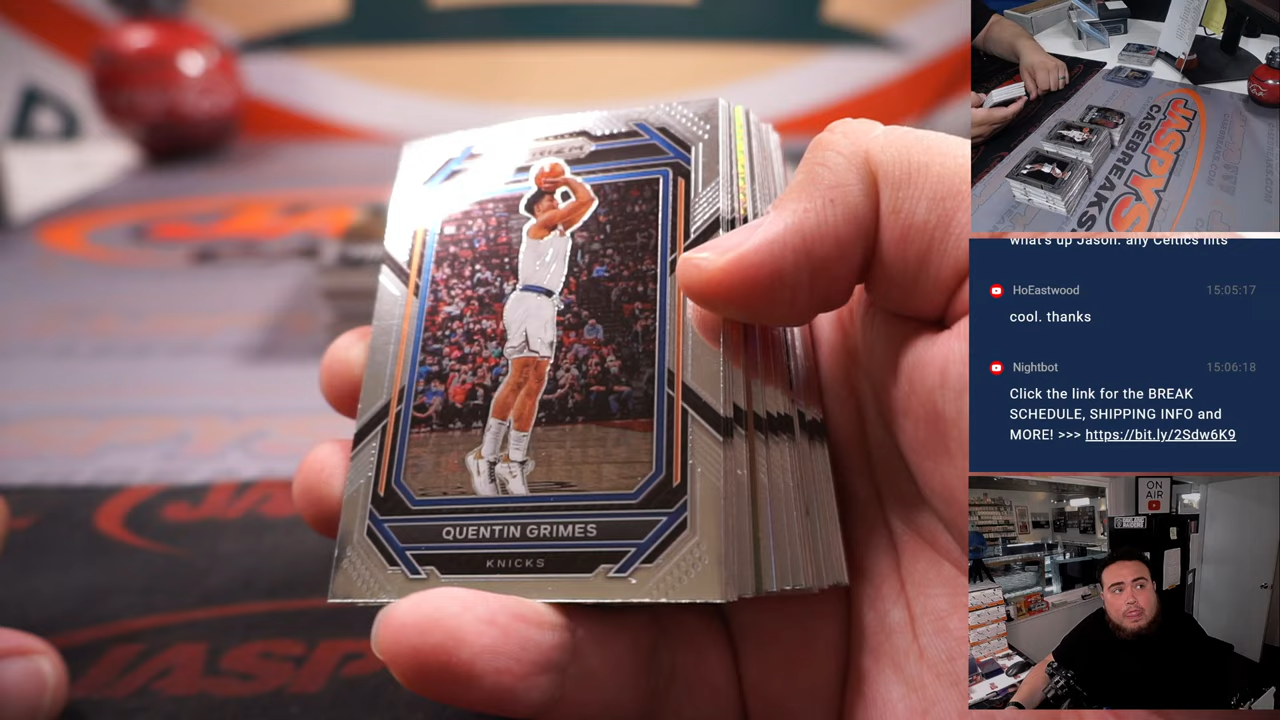 QUENTIN GRIMES
KNICKS
JASPYS
CASEBREAKS
what's up Jason. any Celtics hits
HoEastwood
15:05:17
cool. thanks
Nightbot
15:06:18
Click the link for the BREAK
SCHEDULE, SHIPPING INFO and
MORE! >>> https://bit.ly/2Sdw6K9
ON
AIR